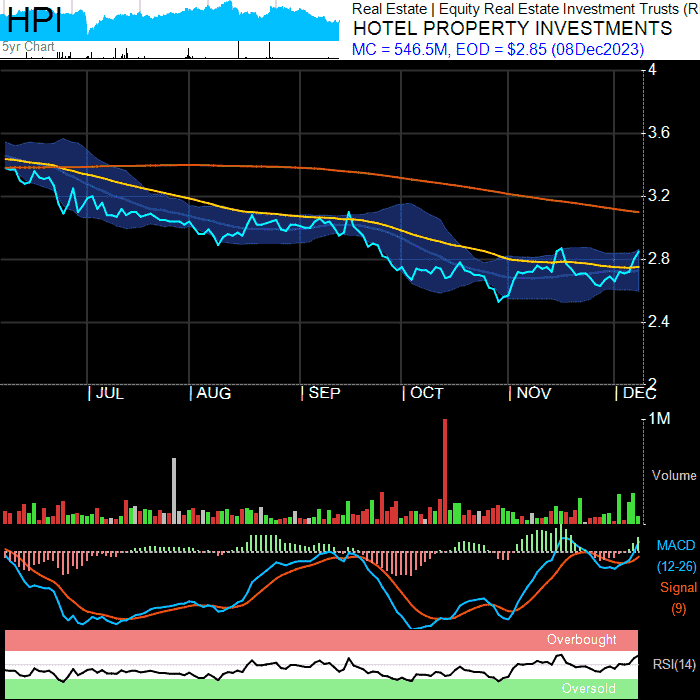 HPI
5yr Chart
Real Estate | Equity Real Estate Investment Trusts (R
HOTEL PROPERTY INVESTMENTS
MC = 546.5M, EOD = $2.85 (08Dec2023)
4
3.6
3.2
2.8
2.4
2
| JUL | AUG | SEP | OCT | NOV | DEC
1M
Volume
MACD
(12-26)
Signal
(9)
Overbought
RSI(14)
Oversold